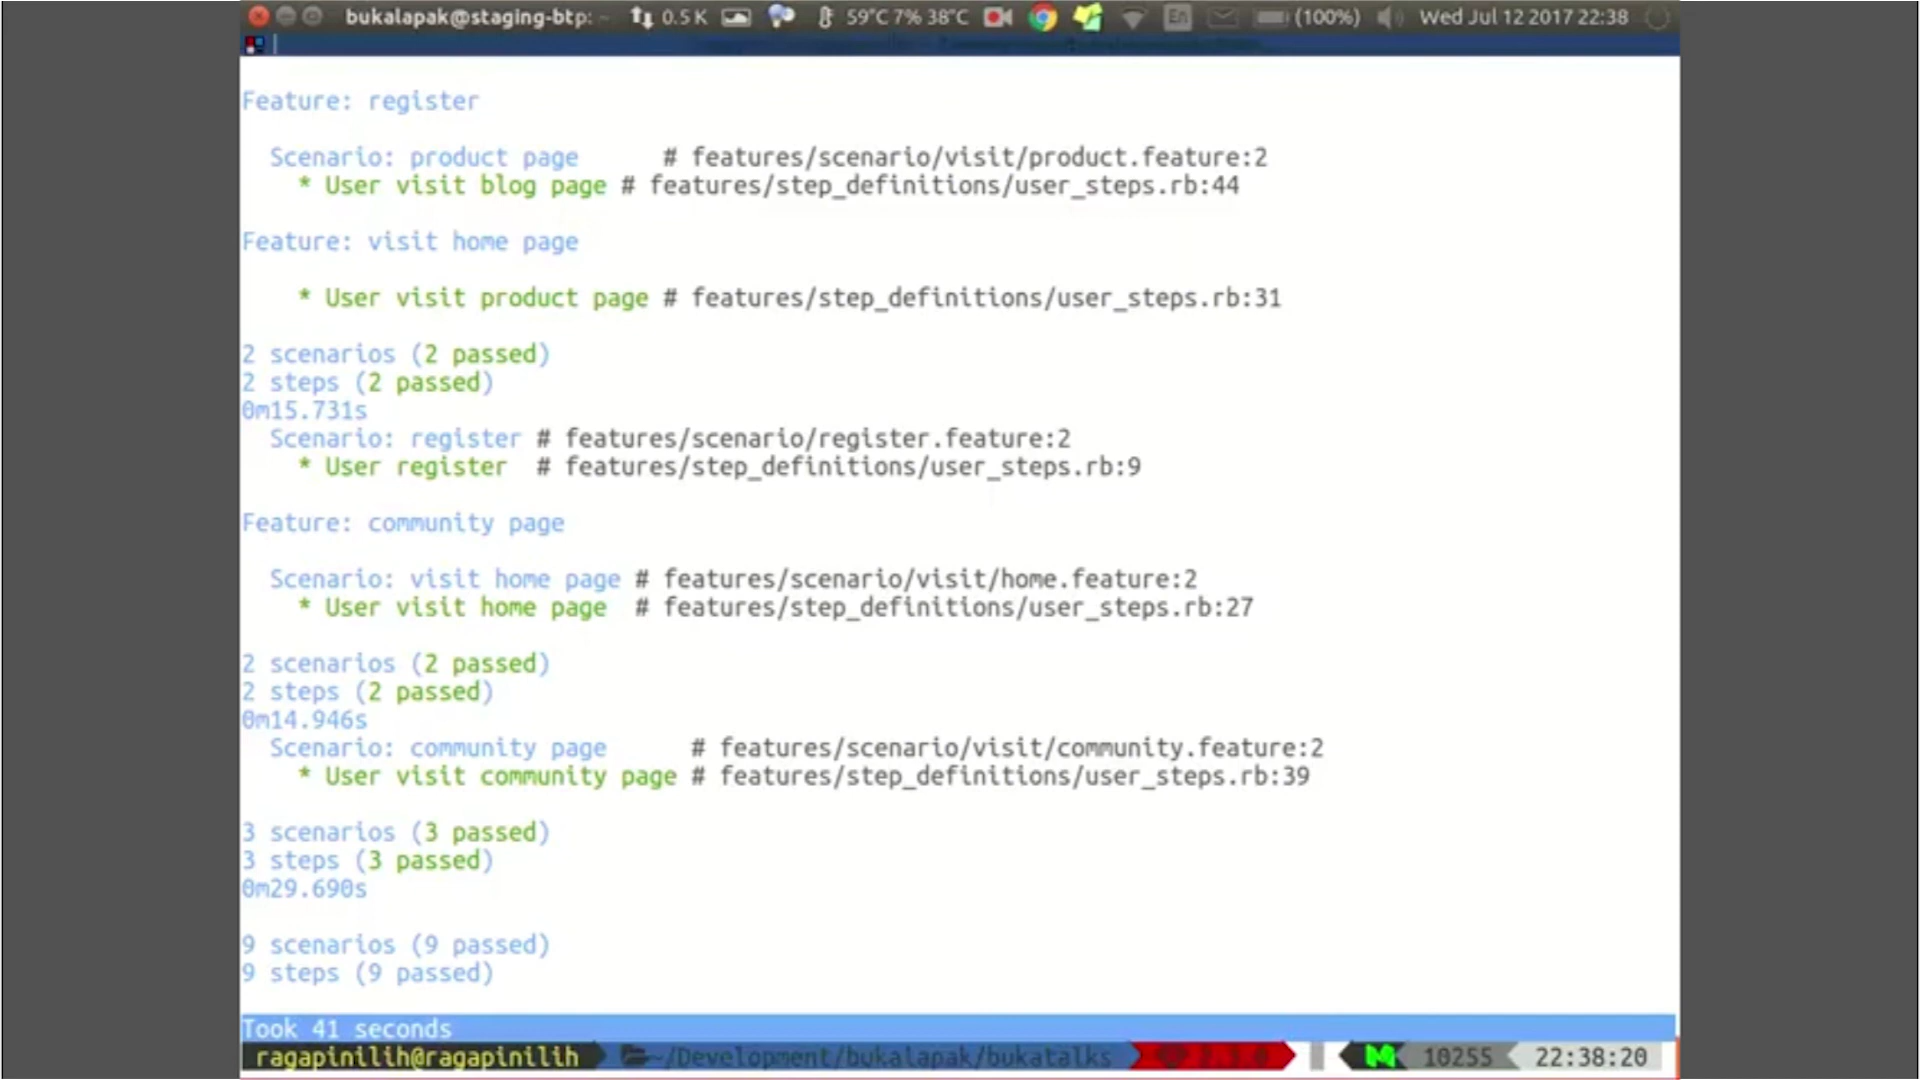 bukalapak@staging-btp: ~ 0.5 K 59°C 7% 38°C En (100%) Wed Jul 12 2017 22:38
Feature: register
Scenario: product page # features/scenario/visit/product.feature:2
* User visit blog page # features/step_definitions/user_steps.rb:44
Feature: visit home page
* User visit product page # features/step_definitions/user_steps.rb:31
2 scenarios (2 passed)
2 steps (2 passed)
0m15.731s
Scenario: register # features/scenario/register.feature:2
* User register # features/step_definitions/user_steps.rb:9
Feature: community page
Scenario: visit home page # features/scenario/visit/home.feature:2
* User visit home page # features/step_definitions/user_steps.rb:27
2 scenarios (2 passed)
2 steps (2 passed)
0m14.946s
Scenario: community page # features/scenario/visit/community.feature:2
* User visit community page # features/step_definitions/user_steps.rb:39
3 scenarios (3 passed)
3 steps (3 passed)
0m29.690s
9 scenarios (9 passed)
9 steps (9 passed)
Took 41 seconds
ragapinilih@ragapinilih ~/Development/bukalapak/bukatalks 10255 22:38:20